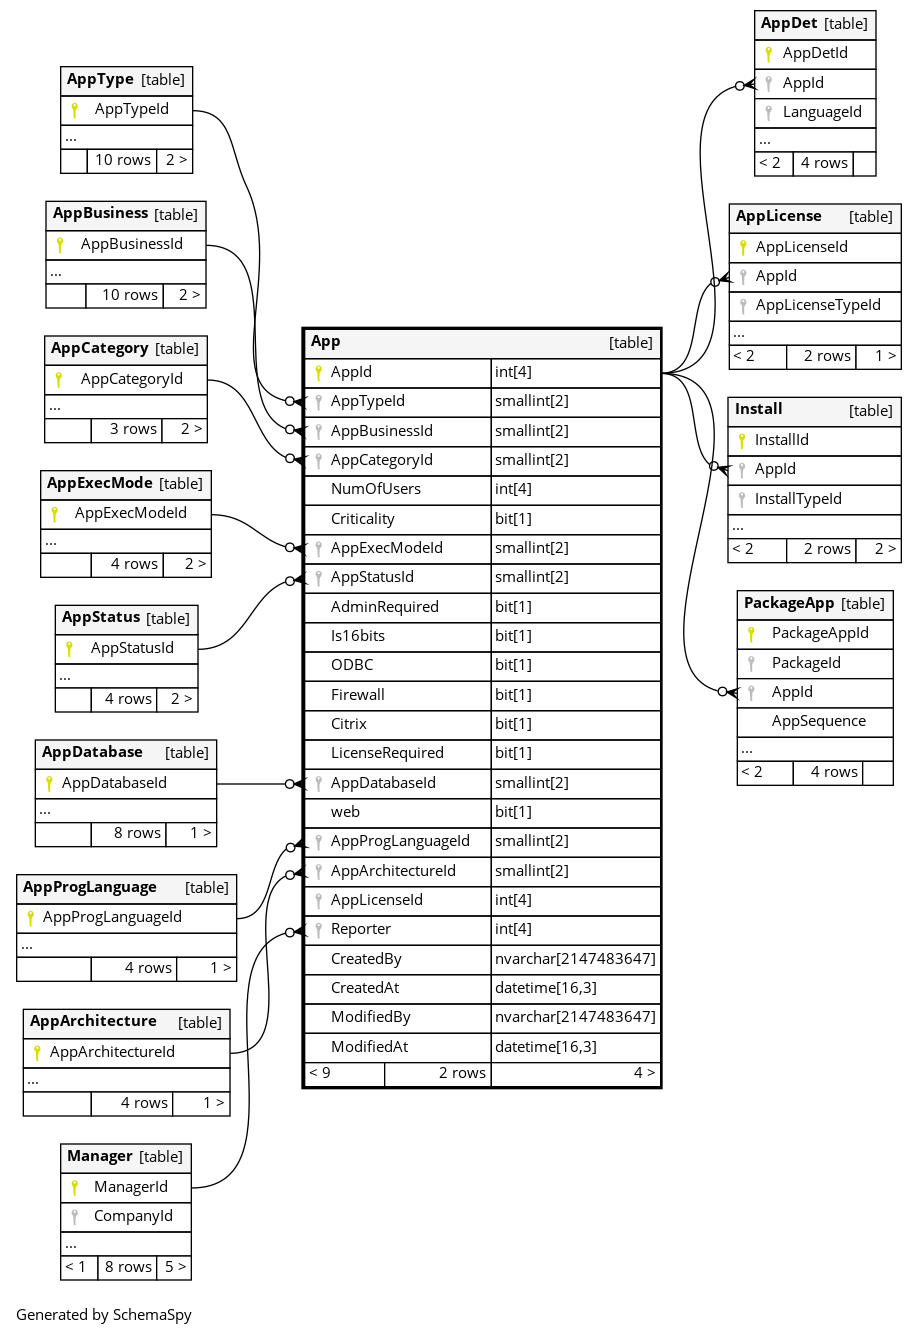 AppType [table]
AppTypeId
...
10 rows 2 >
AppBusiness [table]
AppBusinessId
...
10 rows 2 >
AppCategory [table]
AppCategoryId
...
3 rows 2 >
AppExecMode [table]
AppExecModeId
...
4 rows 2 >
AppStatus [table]
AppStatusId
...
4 rows 2 >
AppDatabase [table]
AppDatabaseId
...
8 rows 1 >
AppProgLanguage [table]
AppProgLanguageId
...
4 rows 1 >
AppArchitecture [table]
AppArchitectureId
...
4 rows 1 >
Manager [table]
ManagerId
CompanyId
...
< 1 8 rows 5 >
App [table]
AppId int[4]
AppTypeId smallint[2]
AppBusinessId smallint[2]
AppCategoryId smallint[2]
NumOfUsers int[4]
Criticality bit[1]
AppExecModeId smallint[2]
AppStatusId smallint[2]
AdminRequired bit[1]
Is16bits bit[1]
ODBC bit[1]
Firewall bit[1]
Citrix bit[1]
LicenseRequired bit[1]
AppDatabaseId smallint[2]
web bit[1]
AppProgLanguageId smallint[2]
AppArchitectureId smallint[2]
AppLicenseId int[4]
Reporter int[4]
CreatedBy nvarchar[2147483647]
CreatedAt datetime[16,3]
ModifiedBy nvarchar[2147483647]
ModifiedAt datetime[16,3]
< 9 2 rows 4 >
AppDet [table]
AppDetId
AppId
LanguageId
...
< 2 4 rows
AppLicense [table]
AppLicenseId
AppId
AppLicenseTypeId
...
< 2 2 rows 1 >
Install [table]
InstallId
AppId
InstallTypeId
...
< 2 2 rows 2 >
PackageApp [table]
PackageAppId
PackageId
AppId
AppSequence
...
< 2 4 rows
Generated by SchemaSpy